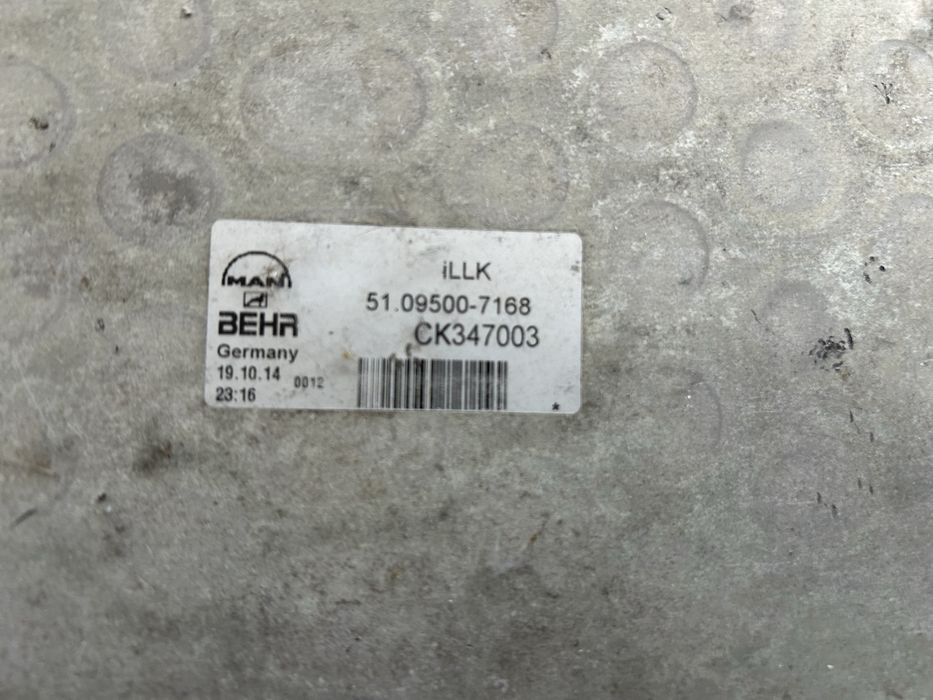 MAN
BEHR
Germany
19.10.14 0012
23:16
iLLK
51.09500-7168
CK347003
*